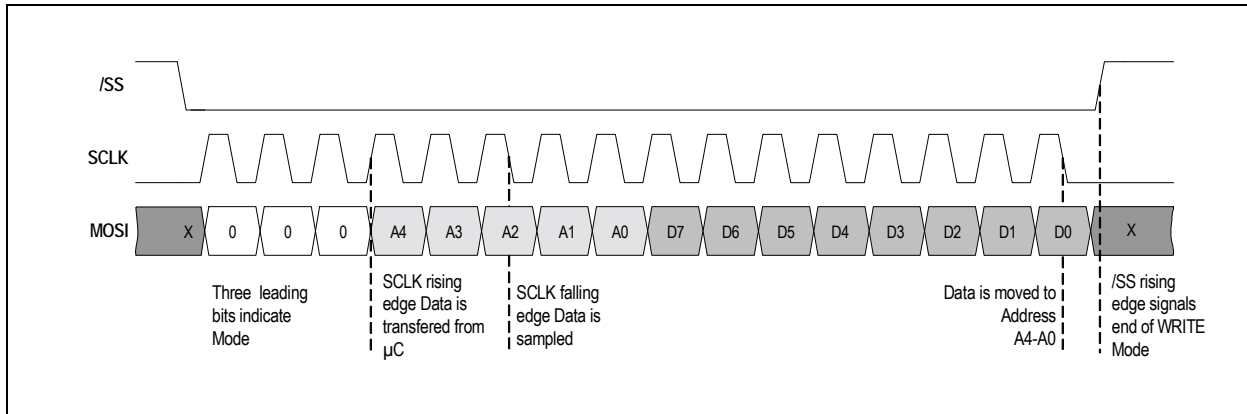 /SS
SCLK
MOSI X 0 0 0 A4 A3 A2 A1 A0 D7 D6 D5 D4 D3 D2 D1 D0 X
Three leading
bits indicate
Mode
SCLK rising
edge Data is
transfered from
µC
SCLK falling
edge Data is
sampled
Data is moved to
Address
A4-A0
/SS rising
edge signals
end of WRITE
Mode